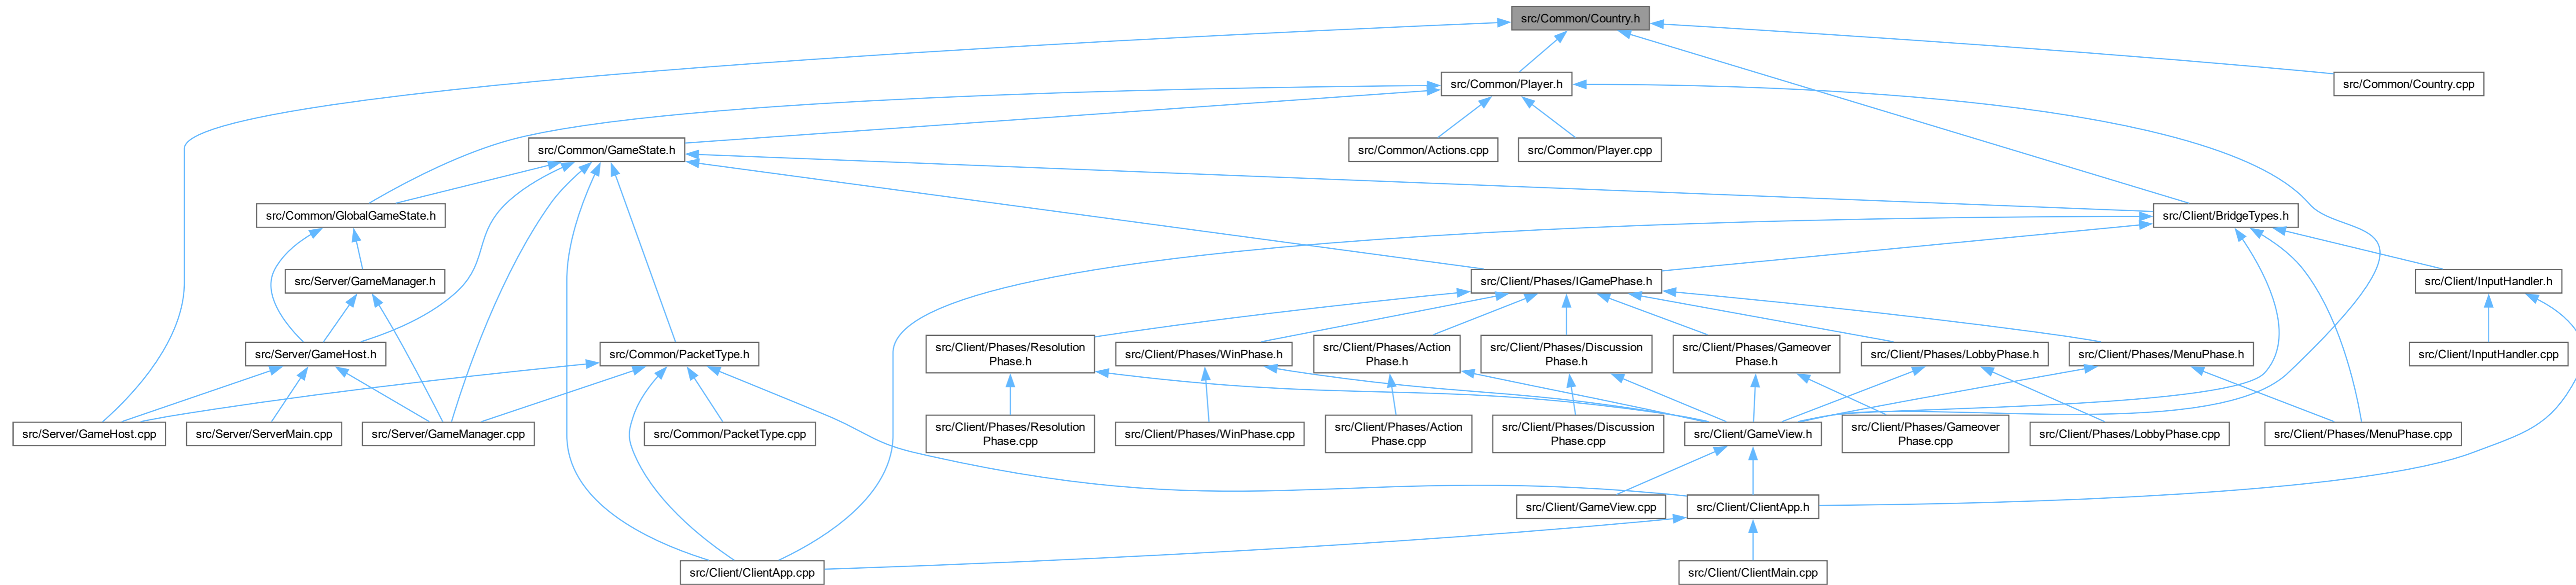 src/Common/Country.h
src/Common/Player.h
src/Common/Country.cpp
src/Common/GameState.h
src/Common/Actions.cpp
src/Common/Player.cpp
src/Common/GlobalGameState.h
src/Client/BridgeTypes.h
src/Server/GameManager.h
src/Client/Phases/IGamePhase.h
src/Client/InputHandler.h
src/Server/GameHost.h
src/Common/PacketType.h
src/Client/Phases/Resolution
Phase.h
src/Client/Phases/WinPhase.h
src/Client/Phases/Action
Phase.h
src/Client/Phases/Discussion
Phase.h
src/Client/Phases/Gameover
Phase.h
src/Client/Phases/LobbyPhase.h
src/Client/Phases/MenuPhase.h
src/Client/InputHandler.cpp
src/Server/GameHost.cpp
src/Server/ServerMain.cpp
src/Server/GameManager.cpp
src/Common/PacketType.cpp
src/Client/Phases/Resolution
Phase.cpp
src/Client/Phases/WinPhase.cpp
src/Client/Phases/Action
Phase.cpp
src/Client/Phases/Discussion
Phase.cpp
src/Client/GameView.h
src/Client/Phases/Gameover
Phase.cpp
src/Client/Phases/LobbyPhase.cpp
src/Client/Phases/MenuPhase.cpp
src/Client/GameView.cpp
src/Client/ClientApp.h
src/Client/ClientApp.cpp
src/Client/ClientMain.cpp